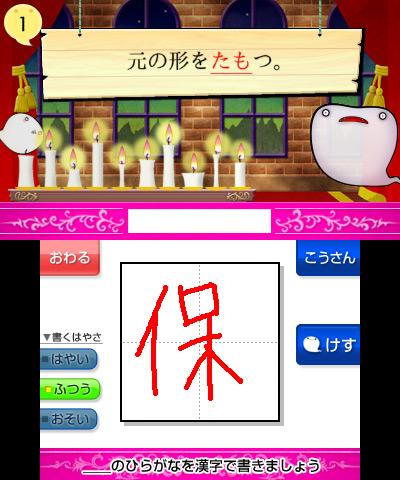 1
元の形をたもつ。
おわる
こうさん
▼書くはやさ
はやい
ふつう
おそい
けす
保
＿＿のひらがなを漢字で書きましょう